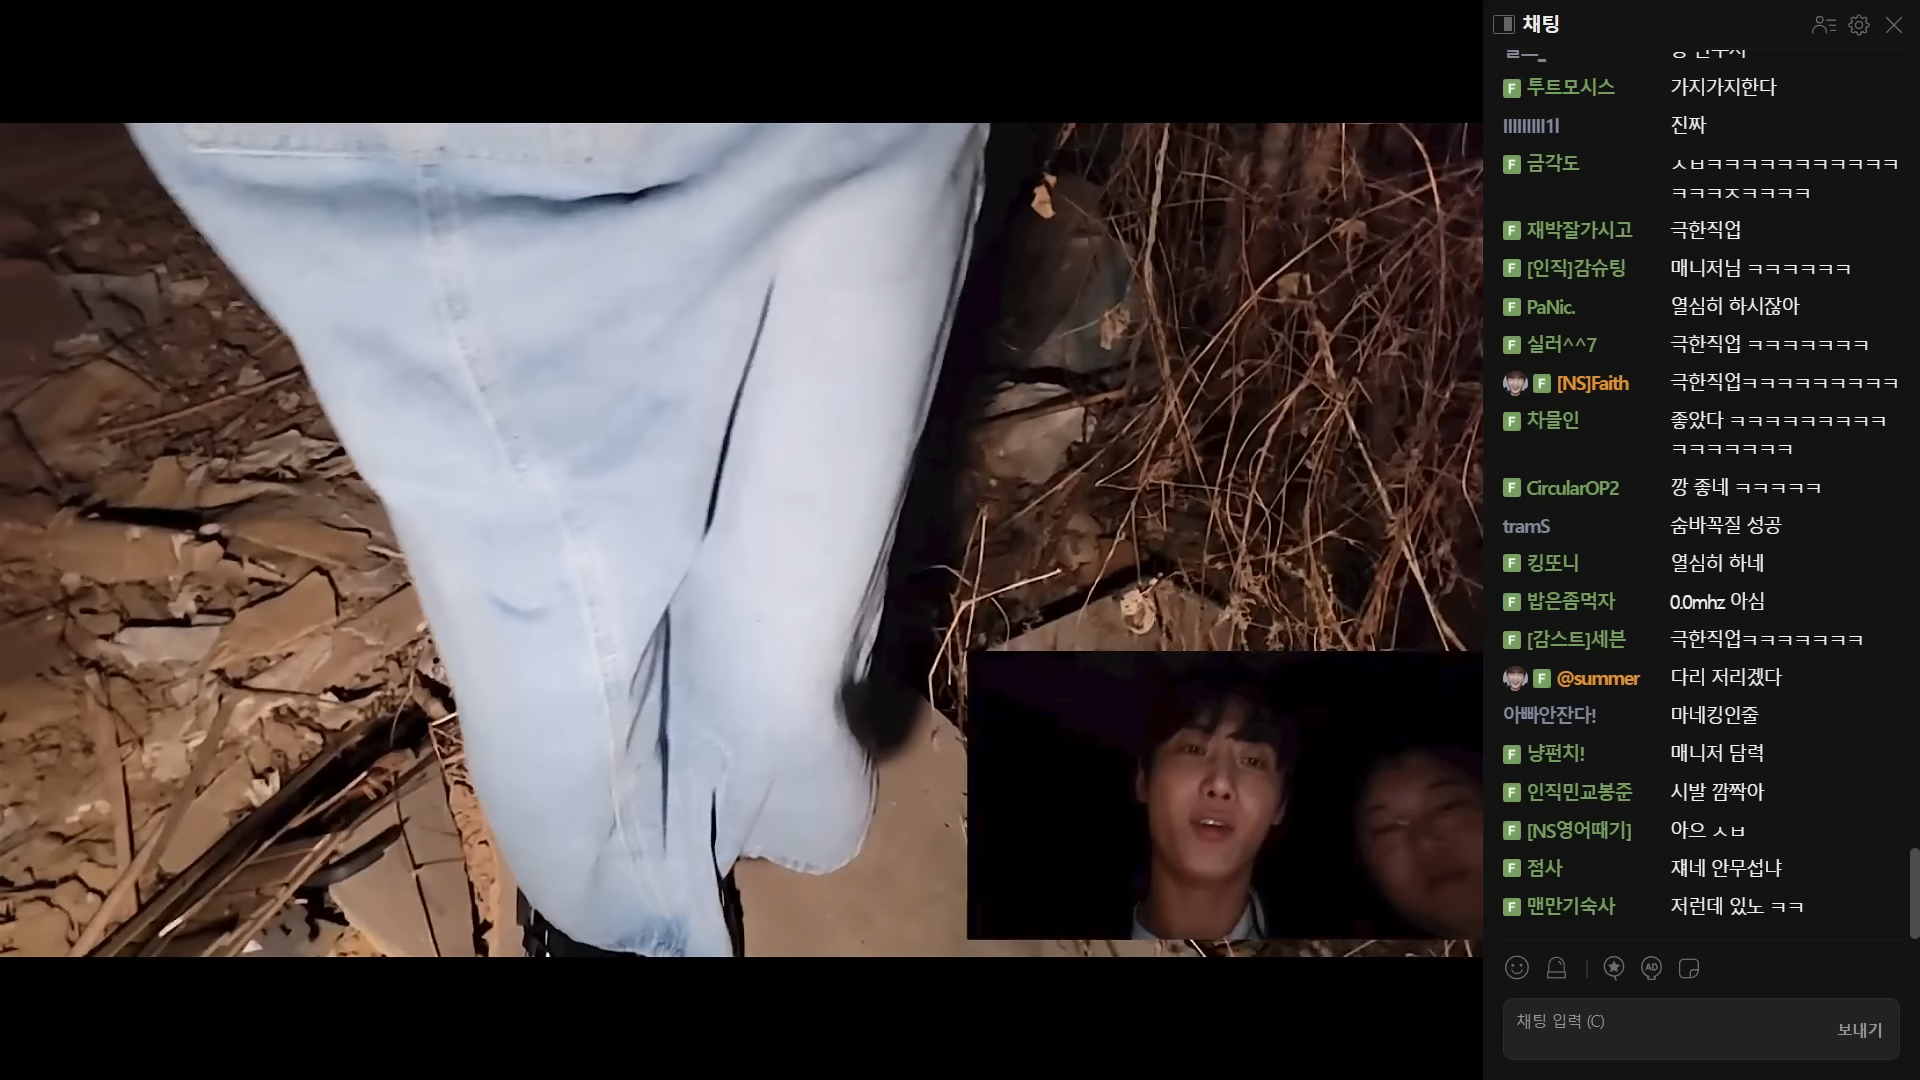 채팅
F 투트모시스 가지가지한다
llllllllll1l 진짜
F 금각도 ㅅㅂㅋㅋㅋㅋㅋㅋㅋㅋㅋㅋㅋ
ㅋㅋㅋㅈㅋㅋㅋㅋ
F 재박잘가시고 극한직업
F [인직]감슈팅 매니저님 ㅋㅋㅋㅋㅋㅋ
F PaNic. 열심히 하시잖아
F 실러^^7 극한직업 ㅋㅋㅋㅋㅋㅋㅋ
F [NS]Faith 극한직업ㅋㅋㅋㅋㅋㅋㅋㅋㅋ
F 차믈인 좋았다 ㅋㅋㅋㅋㅋㅋㅋㅋㅋ
ㅋㅋㅋㅋㅋㅋㅋ
F CircularOP2 깡 좋네 ㅋㅋㅋㅋㅋ
tramS 숨바꼭질 성공
F 킹또니 열심히 하네
F 밥은좀먹자 0.0mhz 아심
F [감스트]세븐 극한직업ㅋㅋㅋㅋㅋㅋㅋ
F @summer 다리 저리겠다
아빠안잔다! 마네킹인줄
F 냥펀치! 매니저 담력
F 인직민교봉준 시발 깜짝아
F [NS영어때기] 아으 ㅅㅂ
F 점사 쟤네 안무섭냐
F 맨만기숙사 저런데 있노 ㅋㅋ
AD
채팅 입력 (C)
보내기